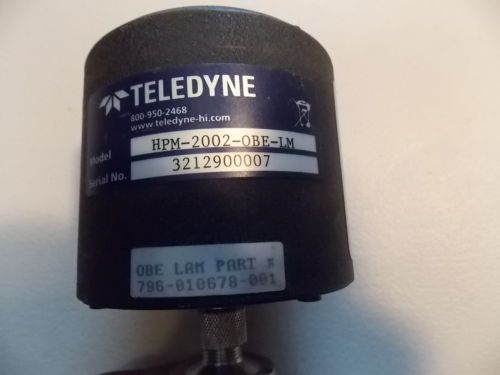 TELEDYNE
800-950-2468
www.teledyne-hi.com
Model HPM-2002-OBE-LM
Serial No. 3212900007
OBE LAM PART #
796-010678-001